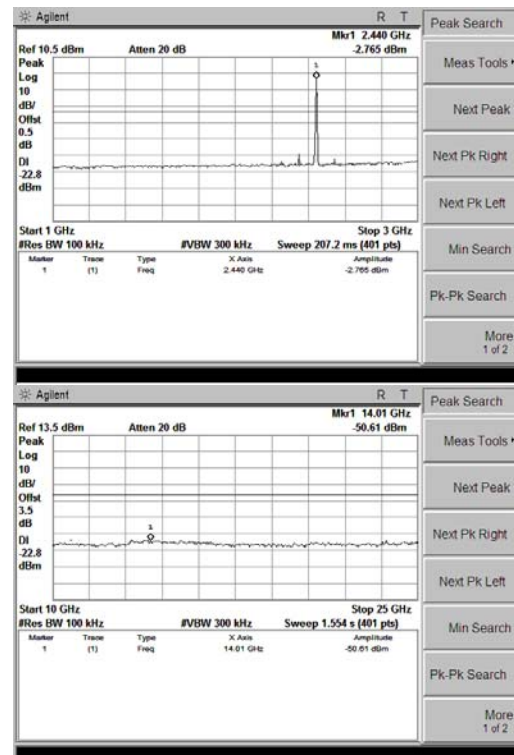 Agilent R T
Peak Search
Mkr1 2.440 GHz
Ref 10.5 dBm Atten 20 dB -2.765 dBm
Peak
Log
10
dB/
Offst
0.5
dB
DI
-22.8
dBm
1
Start 1 GHz Stop 3 GHz
#Res BW 100 kHz #VBW 300 kHz Sweep 207.2 ms (401 pts)
Marker Trace Type X Axis Amplitude
1 (1) Freq 2.440 GHz -2.765 dBm
Meas Tools
Next Peak
Next Pk Right
Next Pk Left
Min Search
Pk-Pk Search
More
1 of 2
Agilent R T
Peak Search
Mkr1 14.01 GHz
Ref 13.5 dBm Atten 20 dB -50.61 dBm
Peak
Log
10
dB/
Offst
3.5
dB
DI
-22.8
dBm
1
Start 10 GHz Stop 25 GHz
#Res BW 100 kHz #VBW 300 kHz Sweep 1.554 s (401 pts)
Marker Trace Type X Axis Amplitude
1 (1) Freq 14.01 GHz -50.61 dBm
Meas Tools
Next Peak
Next Pk Right
Next Pk Left
Min Search
Pk-Pk Search
More
1 of 2